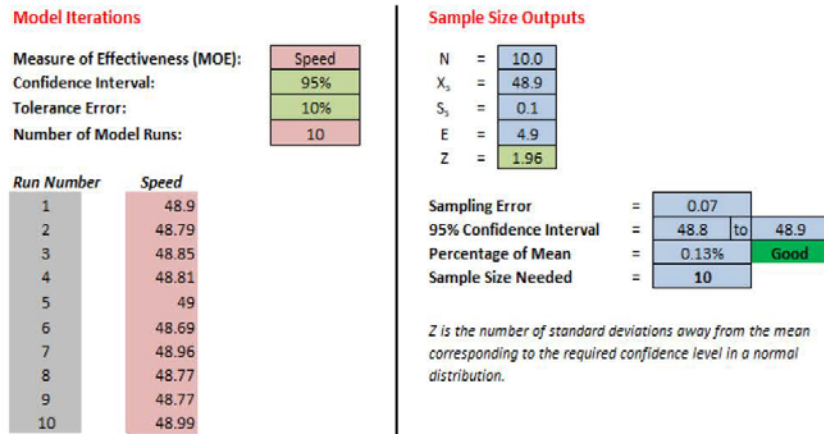 Model Iterations
Measure of Effectiveness (MOE): Speed
Confidence Interval: 95%
Tolerance Error: 10%
Number of Model Runs: 10
Run Number Speed
1 48.9
2 48.79
3 48.85
4 48.81
5 49
6 48.69
7 48.96
8 48.77
9 48.77
10 48.99
Sample Size Outputs
N = 10.0
Xs = 48.9
Ss = 0.1
E = 4.9
Z = 1.96
Sampling Error = 0.07
95% Confidence Interval = 48.8 to 48.9
Percentage of Mean = 0.13% Good
Sample Size Needed = 10
Z is the number of standard deviations away from the mean
corresponding to the required confidence level in a normal
distribution.